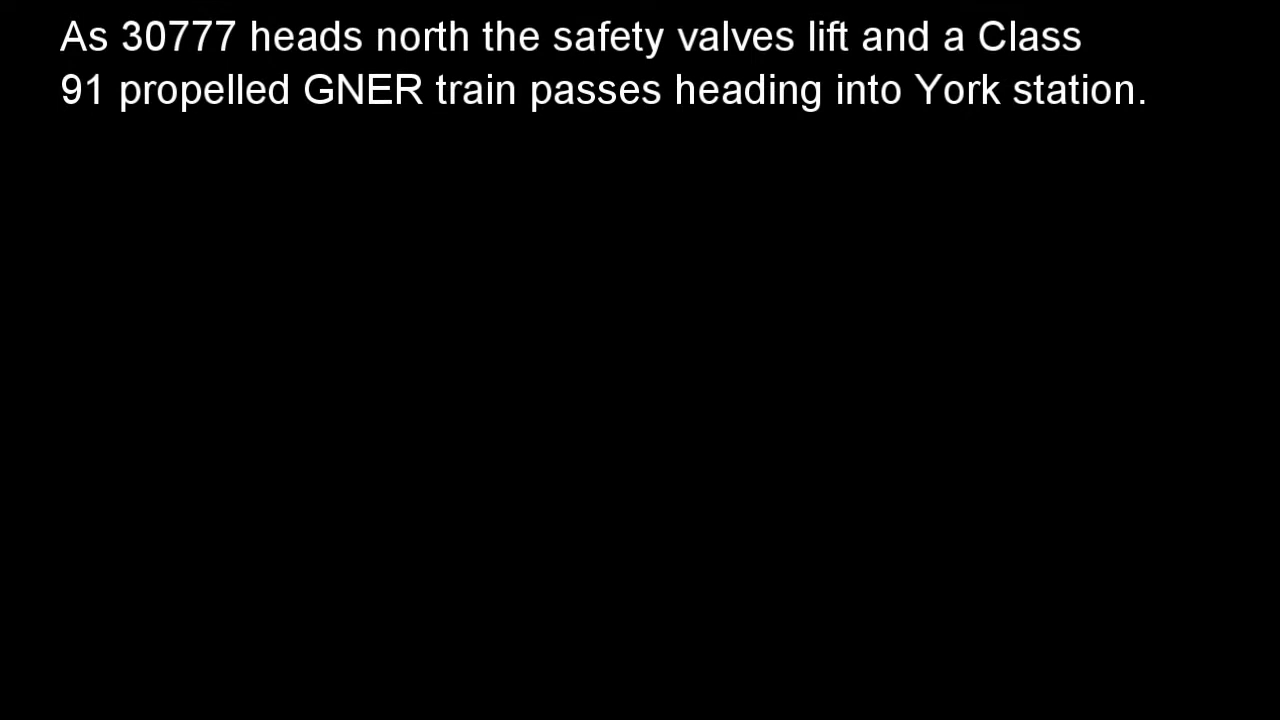 As 30777 heads north the safety valves lift and a Class
91 propelled GNER train passes heading into York station.